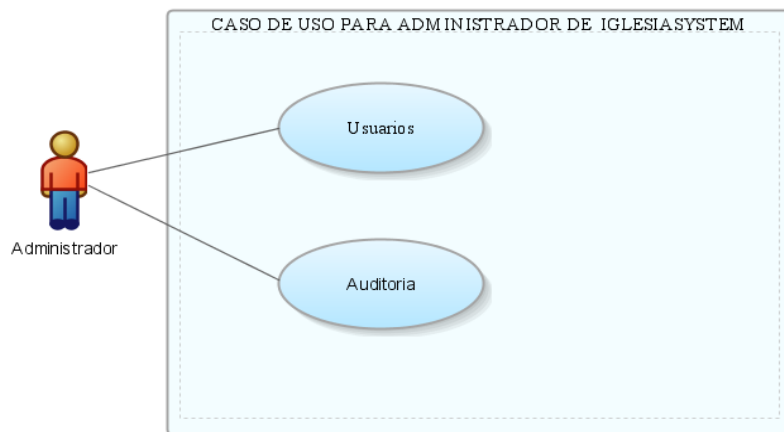 CASO DE USO PARA ADMINISTRADOR DE IGLESIASYSTEM
Usuarios
Administrador
Auditoria